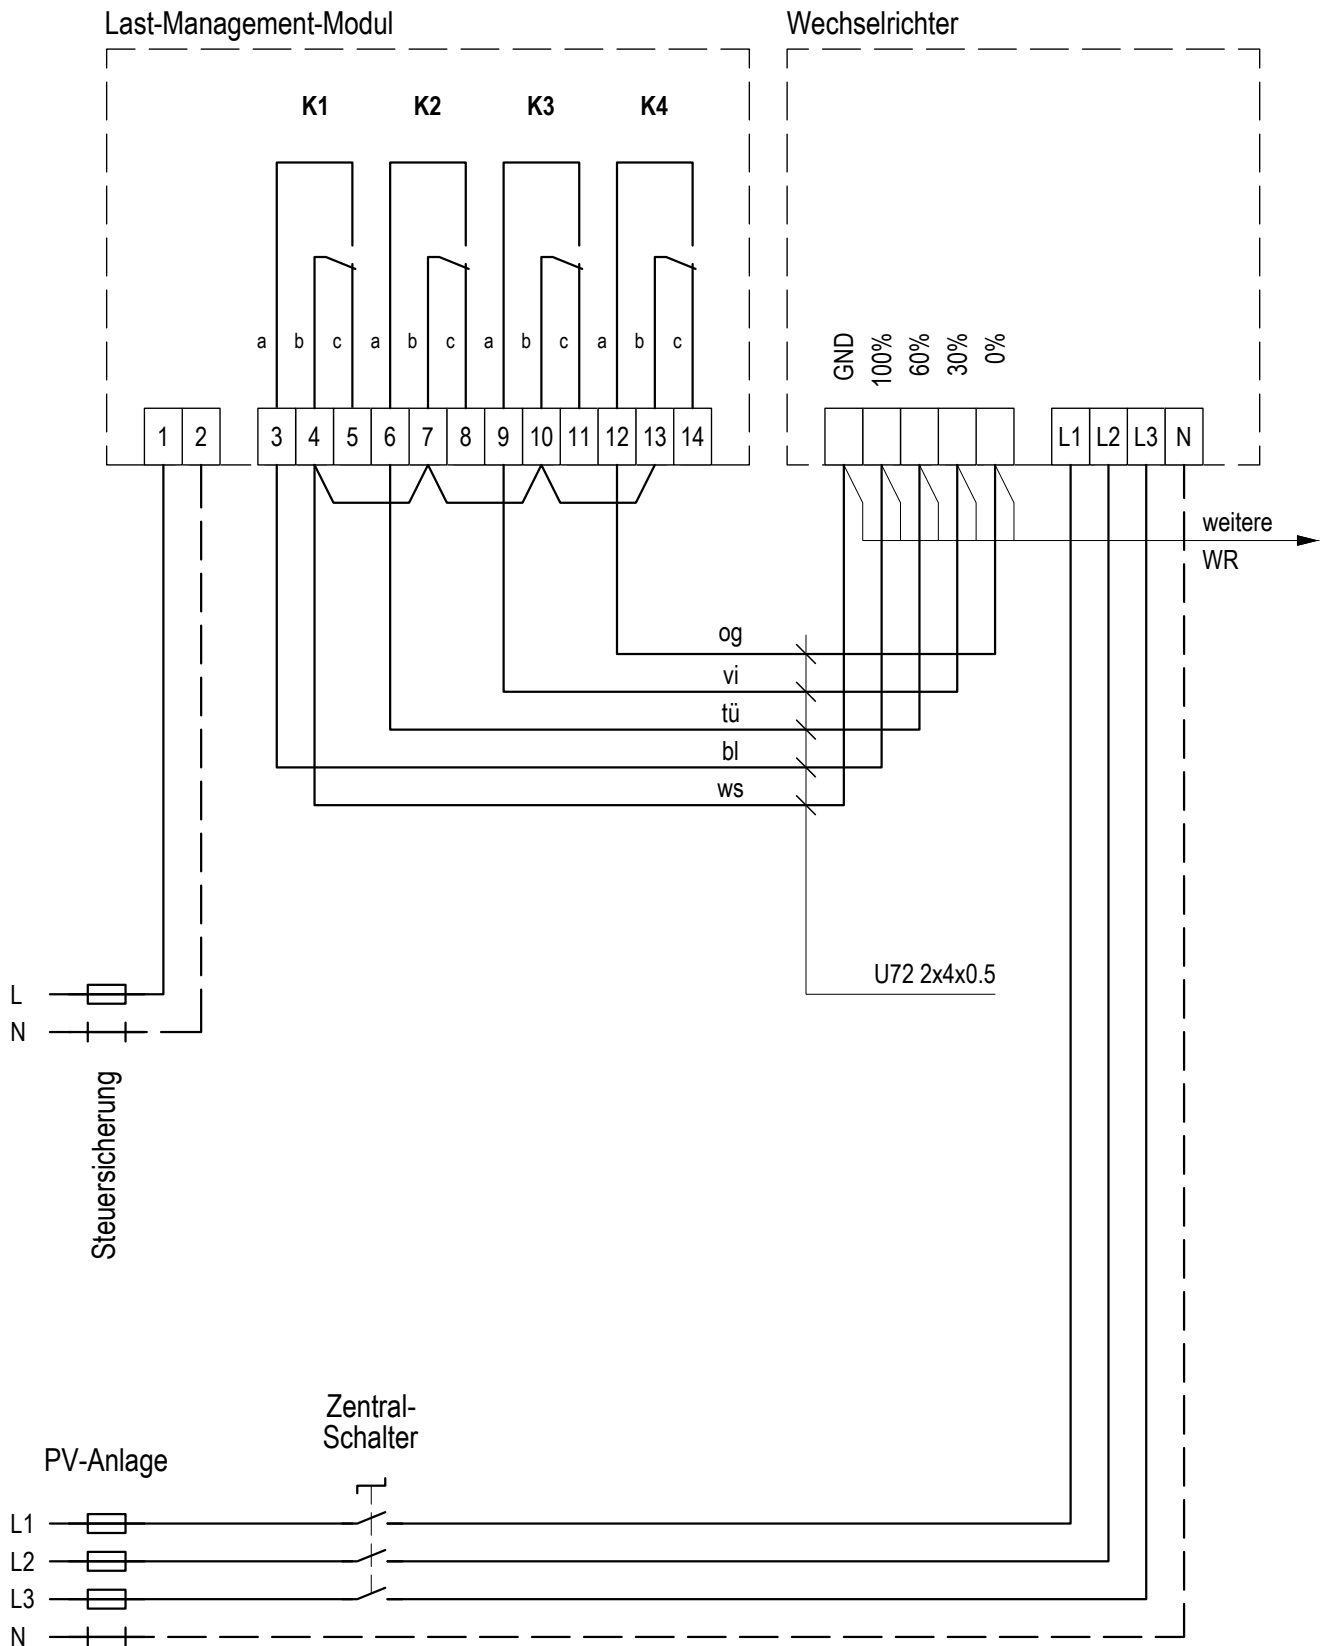 Last-Management-Modul
Wechselrichter
K1 K2 K3 K4
a b c a b c a b c a b c
GND 100% 60% 30% 0%
1 2 3 4 5 6 7 8 9 10 11 12 13 14
L1 L2 L3 N
weitere
WR
og
vi
tü
bl
ws
U72 2x4x0.5
L
N
Steuersicherung
Zentral-
Schalter
PV-Anlage
L1
L2
L3
N